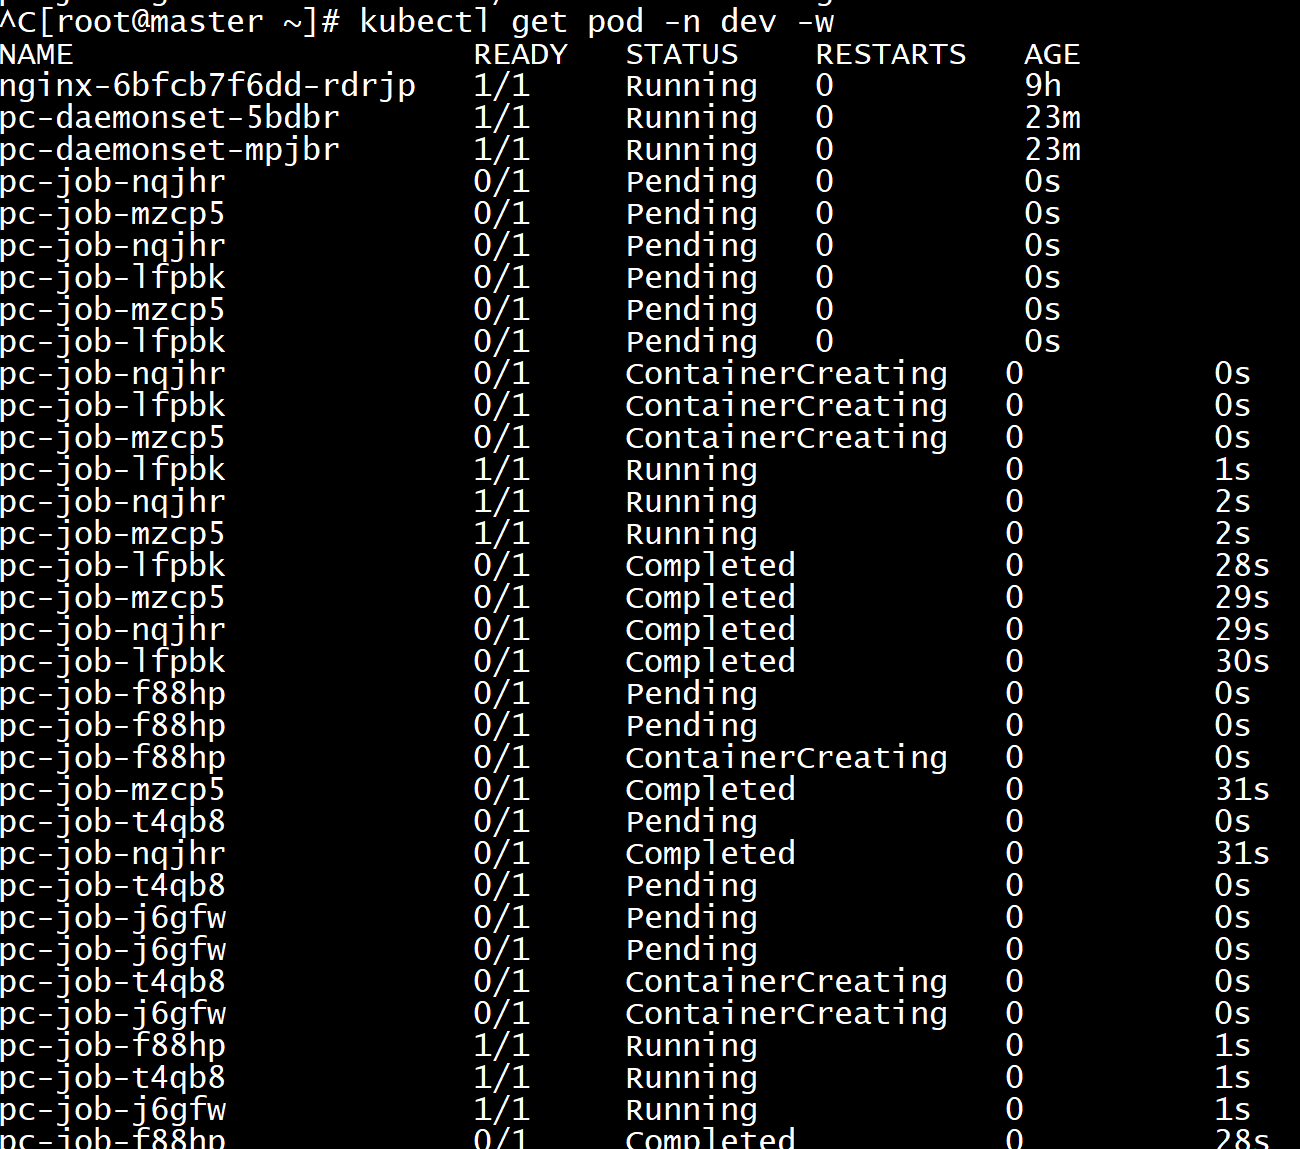 ^C[root@master ~]# kubectl get pod -n dev -w
NAME READY STATUS RESTARTS AGE
nginx-6bfcb7f6dd-rdrjp 1/1 Running 0 9h
pc-daemonset-5bdbr 1/1 Running 0 23m
pc-daemonset-mpjbr 1/1 Running 0 23m
pc-job-nqjhr 0/1 Pending 0 0s
pc-job-mzcp5 0/1 Pending 0 0s
pc-job-nqjhr 0/1 Pending 0 0s
pc-job-lfpbk 0/1 Pending 0 0s
pc-job-mzcp5 0/1 Pending 0 0s
pc-job-lfpbk 0/1 Pending 0 0s
pc-job-nqjhr 0/1 ContainerCreating 0 0s
pc-job-lfpbk 0/1 ContainerCreating 0 0s
pc-job-mzcp5 0/1 ContainerCreating 0 0s
pc-job-lfpbk 1/1 Running 0 1s
pc-job-nqjhr 1/1 Running 0 2s
pc-job-mzcp5 1/1 Running 0 2s
pc-job-lfpbk 0/1 Completed 0 28s
pc-job-mzcp5 0/1 Completed 0 29s
pc-job-nqjhr 0/1 Completed 0 29s
pc-job-lfpbk 0/1 Completed 0 30s
pc-job-f88hp 0/1 Pending 0 0s
pc-job-f88hp 0/1 Pending 0 0s
pc-job-f88hp 0/1 ContainerCreating 0 0s
pc-job-mzcp5 0/1 Completed 0 31s
pc-job-t4qb8 0/1 Pending 0 0s
pc-job-nqjhr 0/1 Completed 0 31s
pc-job-t4qb8 0/1 Pending 0 0s
pc-job-j6gfw 0/1 Pending 0 0s
pc-job-j6gfw 0/1 Pending 0 0s
pc-job-t4qb8 0/1 ContainerCreating 0 0s
pc-job-j6gfw 0/1 ContainerCreating 0 0s
pc-job-f88hp 1/1 Running 0 1s
pc-job-t4qb8 1/1 Running 0 1s
pc-job-j6gfw 1/1 Running 0 1s
pc-job-f88hp 0/1 Completed 0 28s